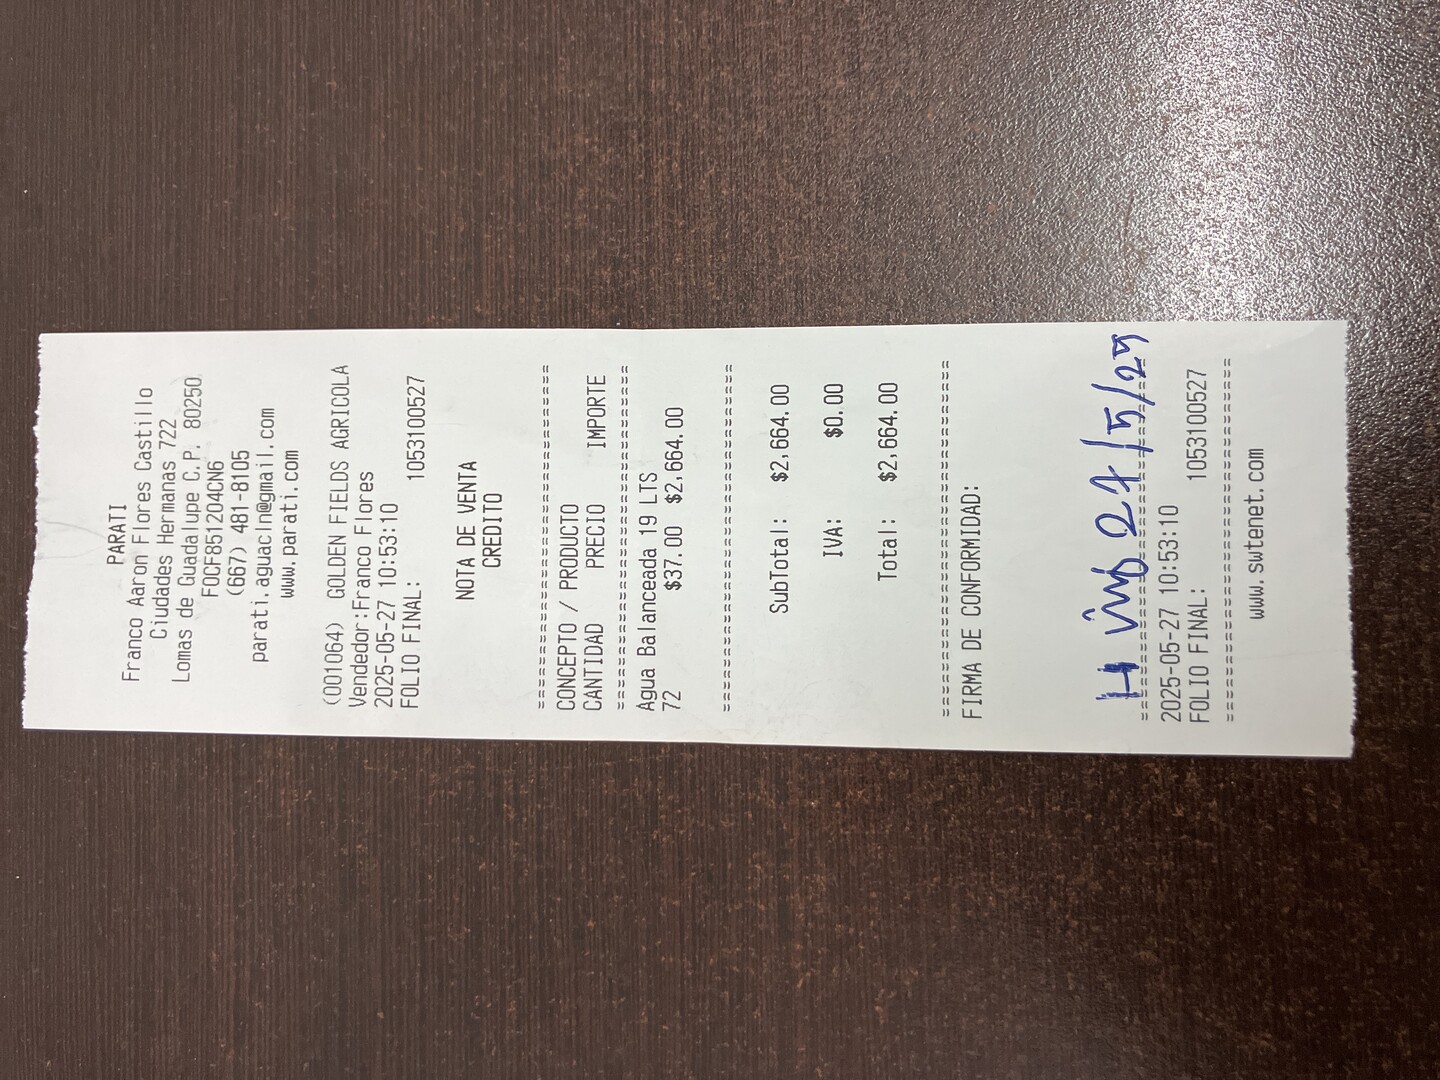 PARATI
Franco Aaron Flores Castillo
Ciudades Hermanas 722
Lomas de Guadalupe C.P. 80250
FOCF851204CN6
(667) 481-8105
parati.aguacln@gmail.com
www.parati.com
(001064) GOLDEN FIELDS AGRICOLA
Vendedor:Franco Flores
2025-05-27 10:53:10
FOLIO FINAL: 1053100527
NOTA DE VENTA
CREDITO
==============================
CONCEPTO / PRODUCTO
CANTIDAD PRECIO IMPORTE
==============================
Agua Balanceada 19 LTS
72 $37.00 $2,664.00
==============================
SubTotal: $2,664.00
IVA: $0.00
Total: $2,664.00
==============================
FIRMA DE CONFORMIDAD:
27/5/25
==============================
2025-05-27 10:53:10
FOLIO FINAL: 1053100527
==============================
www.swtenet.com